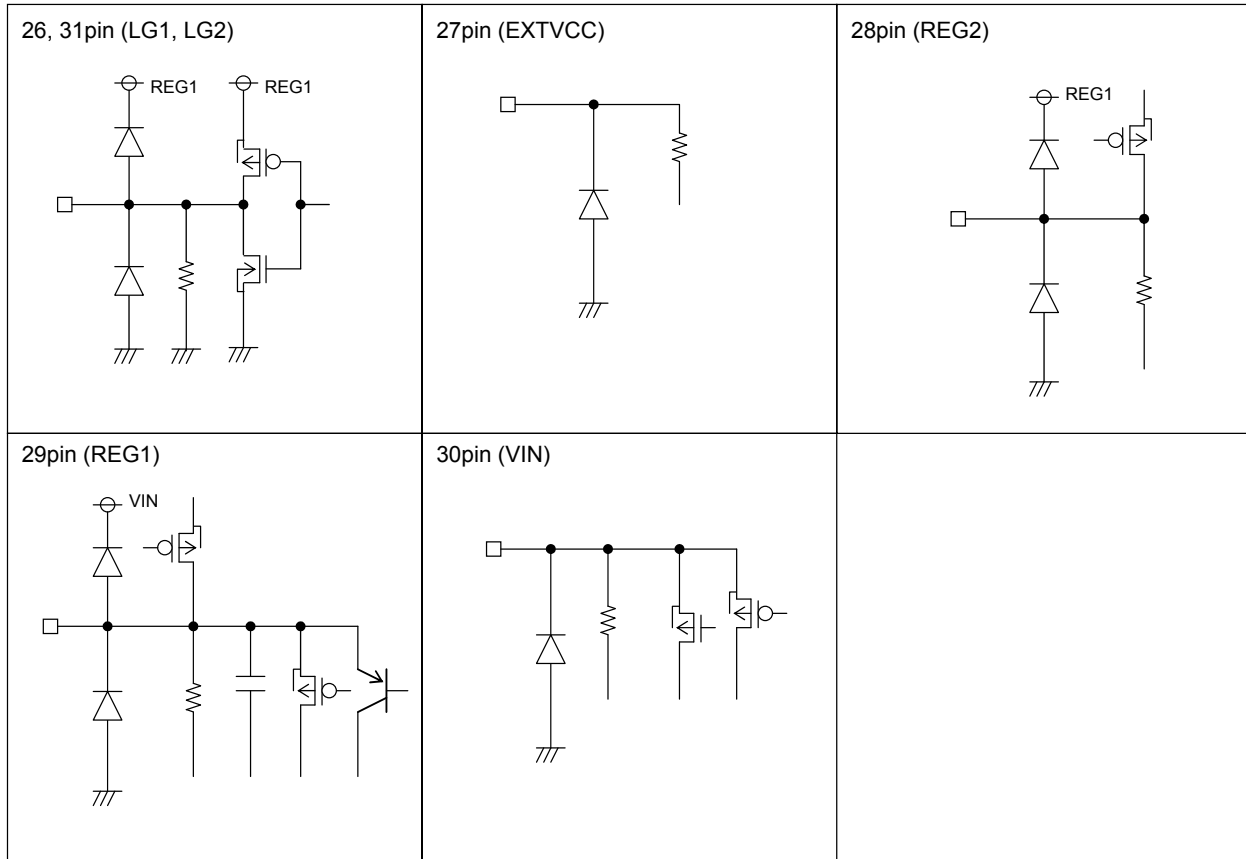 26, 31pin (LG1, LG2)
REG1
REG1
27pin (EXTVCC)
28pin (REG2)
REG1
29pin (REG1)
VIN
30pin (VIN)